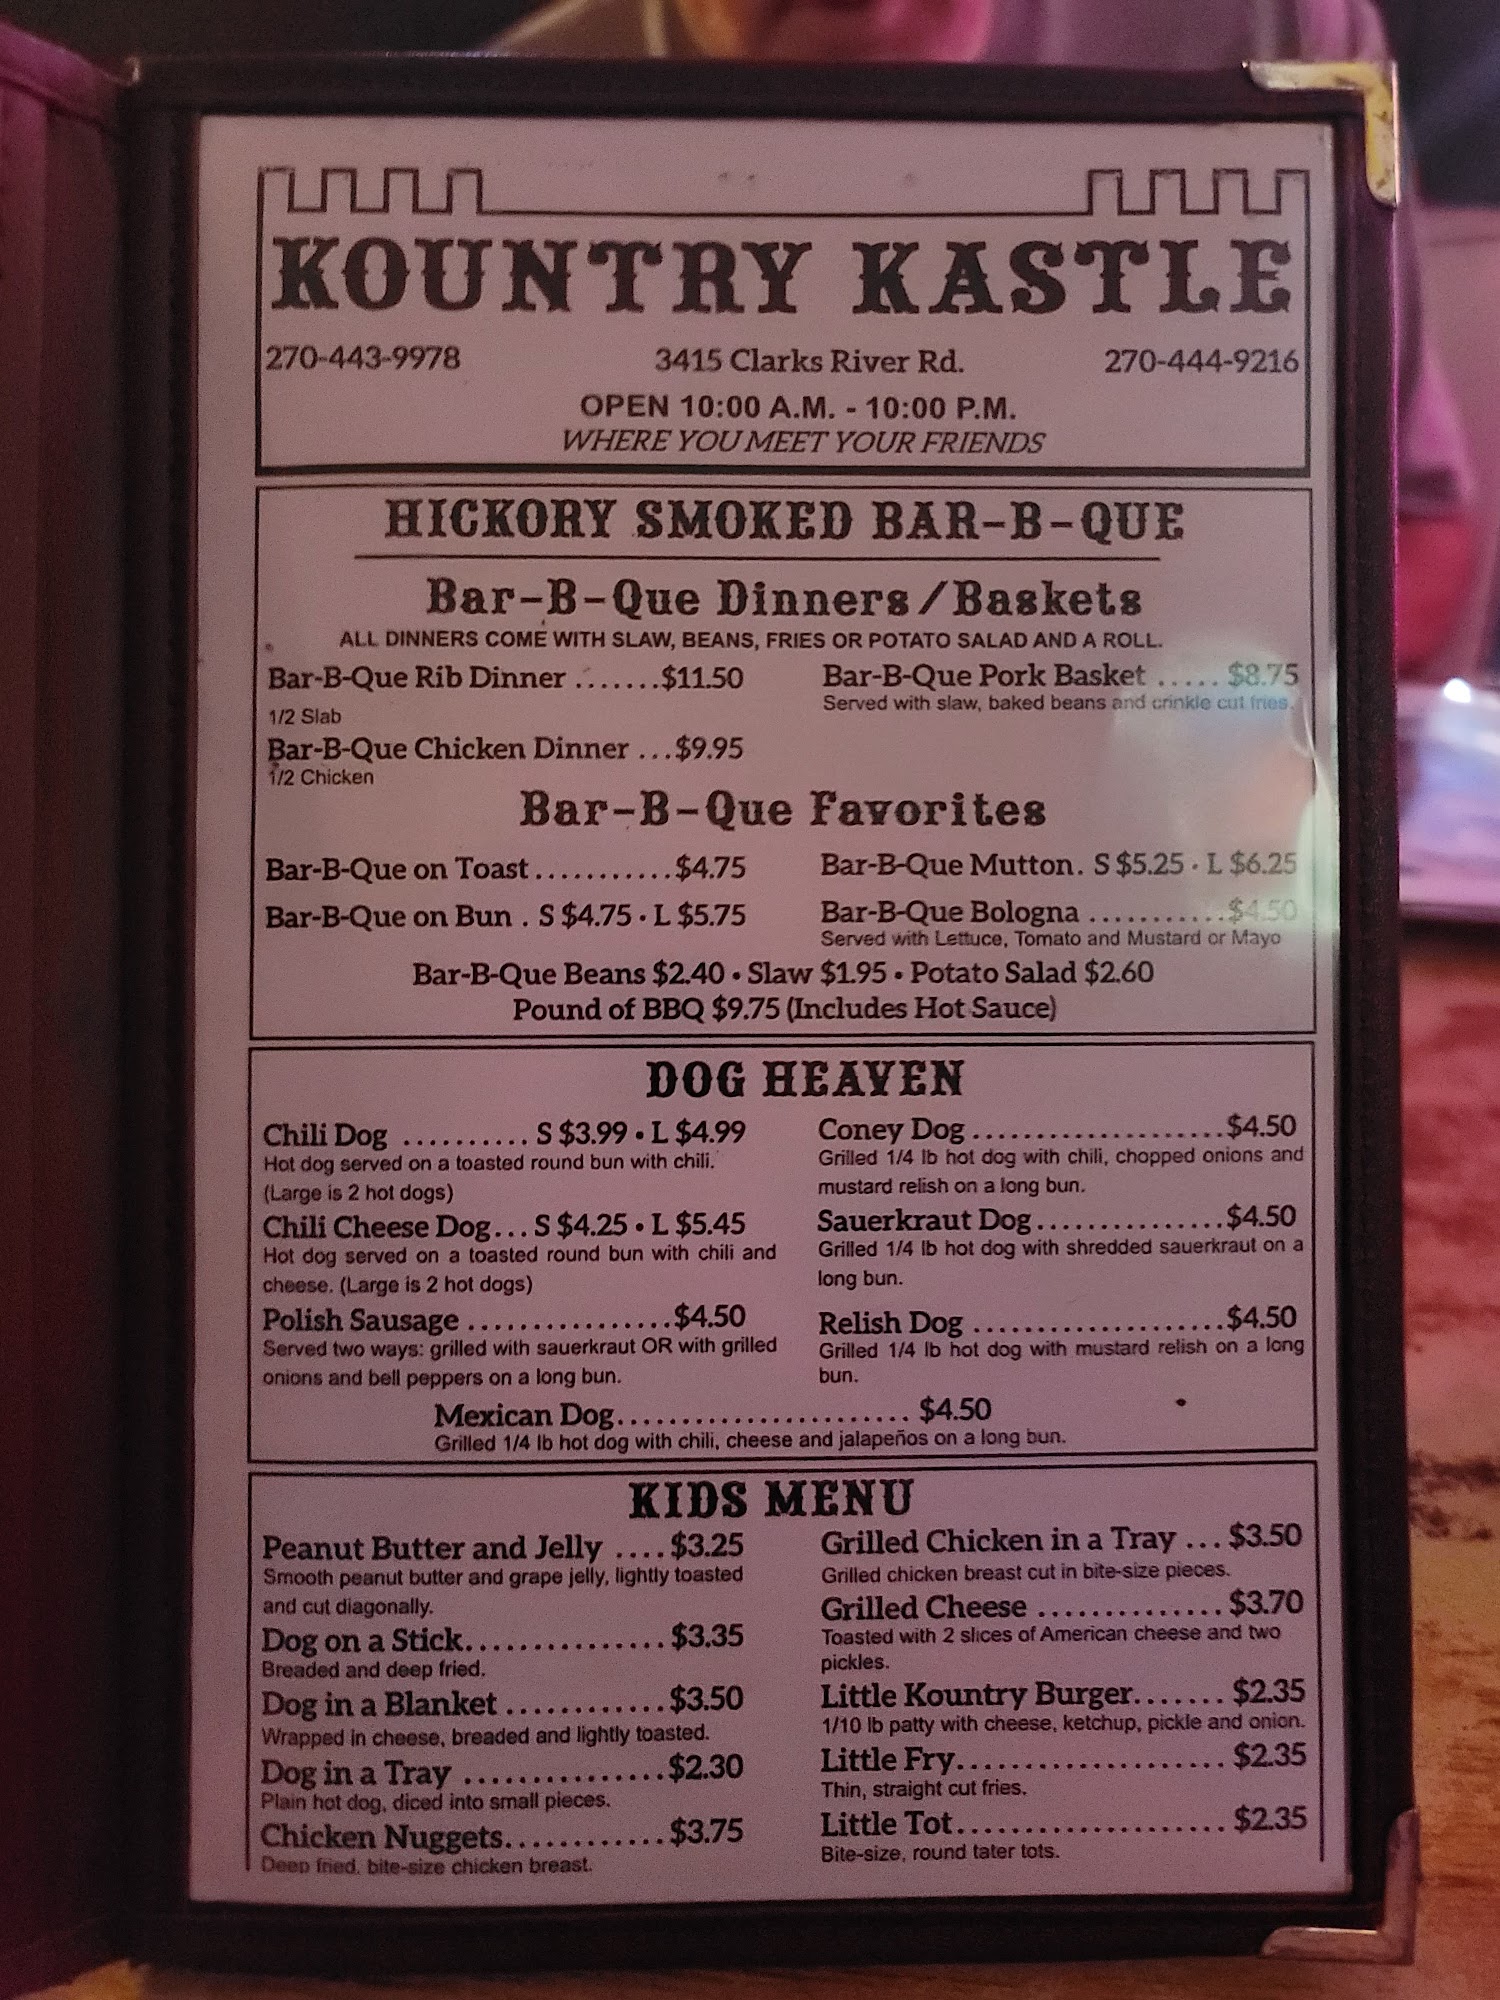 KOUNTRY KASTLE
270-443-9978 3415 Clarks River Rd. 270-444-9216
OPEN 10:00 A.M. - 10:00 P.M.
WHERE YOU MEET YOUR FRIENDS
HICKORY SMOKED BAR-B-QUE
Bar-B-Que Dinners/Baskets
ALL DINNERS COME WITH SLAW, BEANS, FRIES OR POTATO SALAD AND A ROLL.
Bar-B-Que Rib Dinner .......$11.50
1/2 Slab
Bar-B-Que Chicken Dinner ...$9.95
1/2 Chicken
Bar-B-Que Pork Basket ..... $8.75
Served with slaw, baked beans and crinkle cut fries.
Bar-B-Que Favorites
Bar-B-Que on Toast...........$4.75
Bar-B-Que on Bun . S $4.75 · L $5.75
Bar-B-Que Mutton. S $5.25 · L $6.25
Bar-B-Que Bologna ...........$4.50
Served with Lettuce, Tomato and Mustard or Mayo
Bar-B-Que Beans $2.40 • Slaw $1.95 • Potato Salad $2.60
Pound of BBQ $9.75 (Includes Hot Sauce)
DOG HEAVEN
Chili Dog .......... S $3.99 • L $4.99
Hot dog served on a toasted round bun with chili.
(Large is 2 hot dogs)
Chili Cheese Dog... S $4.25 • L $5.45
Hot dog served on a toasted round bun with chili and
cheese. (Large is 2 hot dogs)
Polish Sausage ................$4.50
Served two ways: grilled with sauerkraut OR with grilled
onions and bell peppers on a long bun.
Coney Dog....................$4.50
Grilled 1/4 lb hot dog with chili, chopped onions and
mustard relish on a long bun.
Sauerkraut Dog...............$4.50
Grilled 1/4 lb hot dog with shredded sauerkraut on a
long bun.
Relish Dog ....................$4.50
Grilled 1/4 lb hot dog with mustard relish on a long
bun.
Mexican Dog....................... $4.50
Grilled 1/4 lb hot dog with chili, cheese and jalapeños on a long bun.
KIDS MENU
Peanut Butter and Jelly ....$3.25
Smooth peanut butter and grape jelly, lightly toasted
and cut diagonally.
Dog on a Stick................$3.35
Breaded and deep fried.
Dog in a Blanket .............$3.50
Wrapped in cheese, breaded and lightly toasted.
Dog in a Tray ................$2.30
Plain hot dog, diced into small pieces.
Chicken Nuggets.............$3.75
Deep fried, bite-size chicken breast.
Grilled Chicken in a Tray ...$3.50
Grilled chicken breast cut in bite-size pieces.
Grilled Cheese ...............$3.70
Toasted with 2 slices of American cheese and two
pickles.
Little Kountry Burger....... $2.35
1/10 lb patty with cheese, ketchup, pickle and onion.
Little Fry..................... $2.35
Thin, straight cut fries.
Little Tot..................... $2.35
Bite-size, round tater tots.